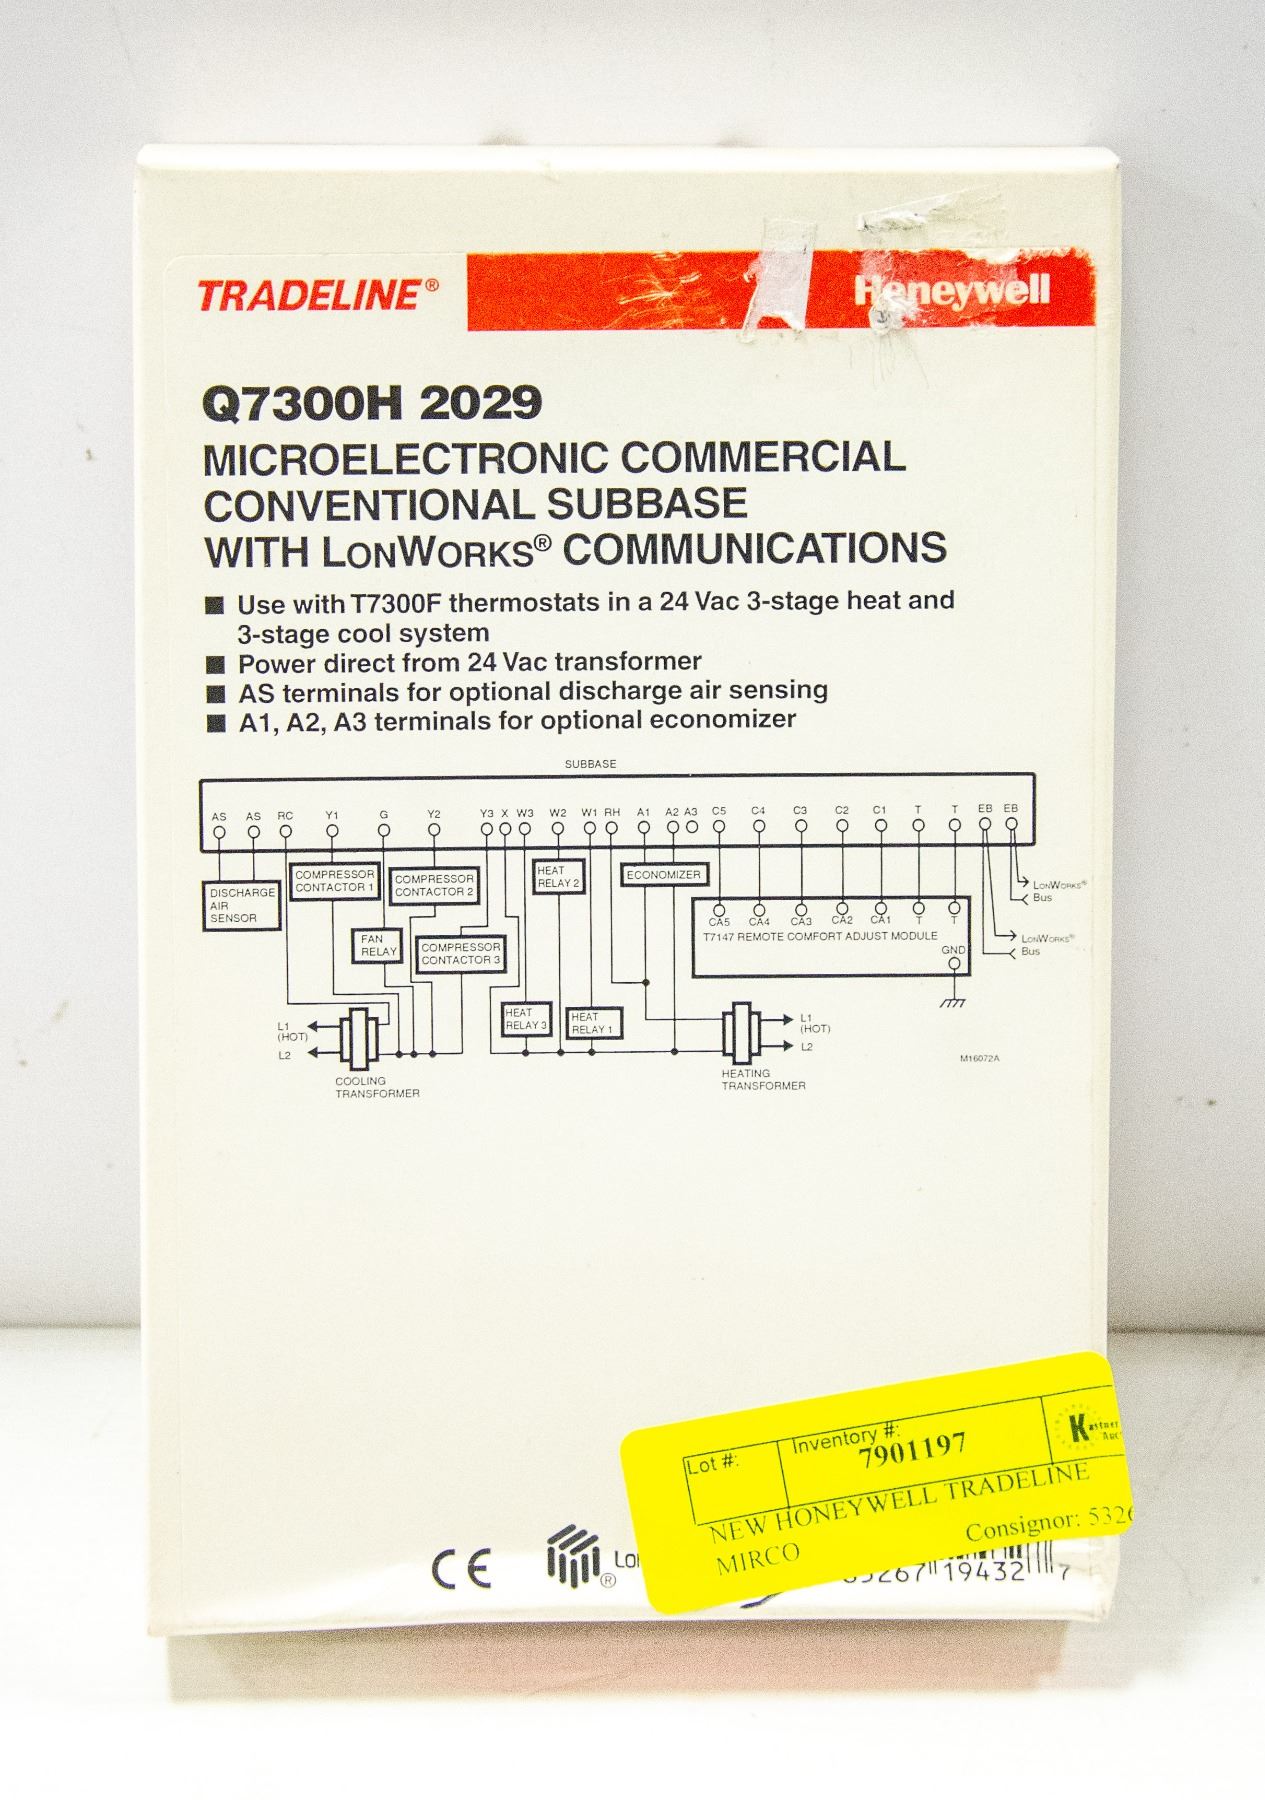 TRADELINE® Honeywell
Q7300H 2029
MICROELECTRONIC COMMERCIAL
CONVENTIONAL SUBBASE
WITH LONWORKS® COMMUNICATIONS
■ Use with T7300F thermostats in a 24 Vac 3-stage heat and
3-stage cool system
■ Power direct from 24 Vac transformer
■ AS terminals for optional discharge air sensing
■ A1, A2, A3 terminals for optional economizer
SUBBASE
AS AS RC Y1 G Y2 Y3 X W3 W2 W1 RH A1 A2 A3 C5 C4 C3 C2 C1 T T EB EB
DISCHARGE
AIR
SENSOR
COMPRESSOR
CONTACTOR 1
COMPRESSOR
CONTACTOR 2
HEAT
RELAY 2
ECONOMIZER
LONWORKS®
Bus
CA5 CA4 CA3 CA2 CA1 T T
T7147 REMOTE COMFORT ADJUST MODULE
GND
FAN
RELAY
COMPRESSOR
CONTACTOR 3
LONWORKS®
Bus
HEAT
RELAY 3
HEAT
RELAY 1
L1
(HOT)
L2
COOLING
TRANSFORMER
L1
(HOT)
L2
HEATING
TRANSFORMER
M16072A
Lot #:
Inventory #:
7901197
NEW HONEYWELL TRADELINE
MIRCO
Consignor: 5326
CE
®
19432 7